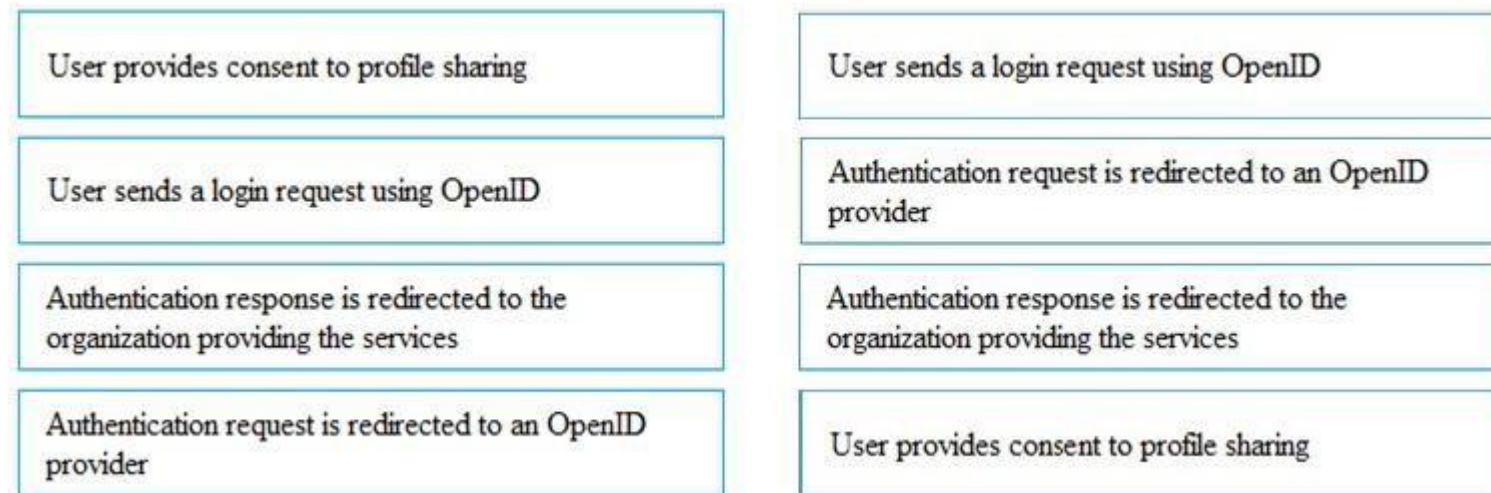 User provides consent to profile sharing
User sends a login request using OpenID
Authentication response is redirected to the
organization providing the services
Authentication request is redirected to an OpenID
provider
User sends a login request using OpenID
Authentication request is redirected to an OpenID
provider
Authentication response is redirected to the
organization providing the services
User provides consent to profile sharing